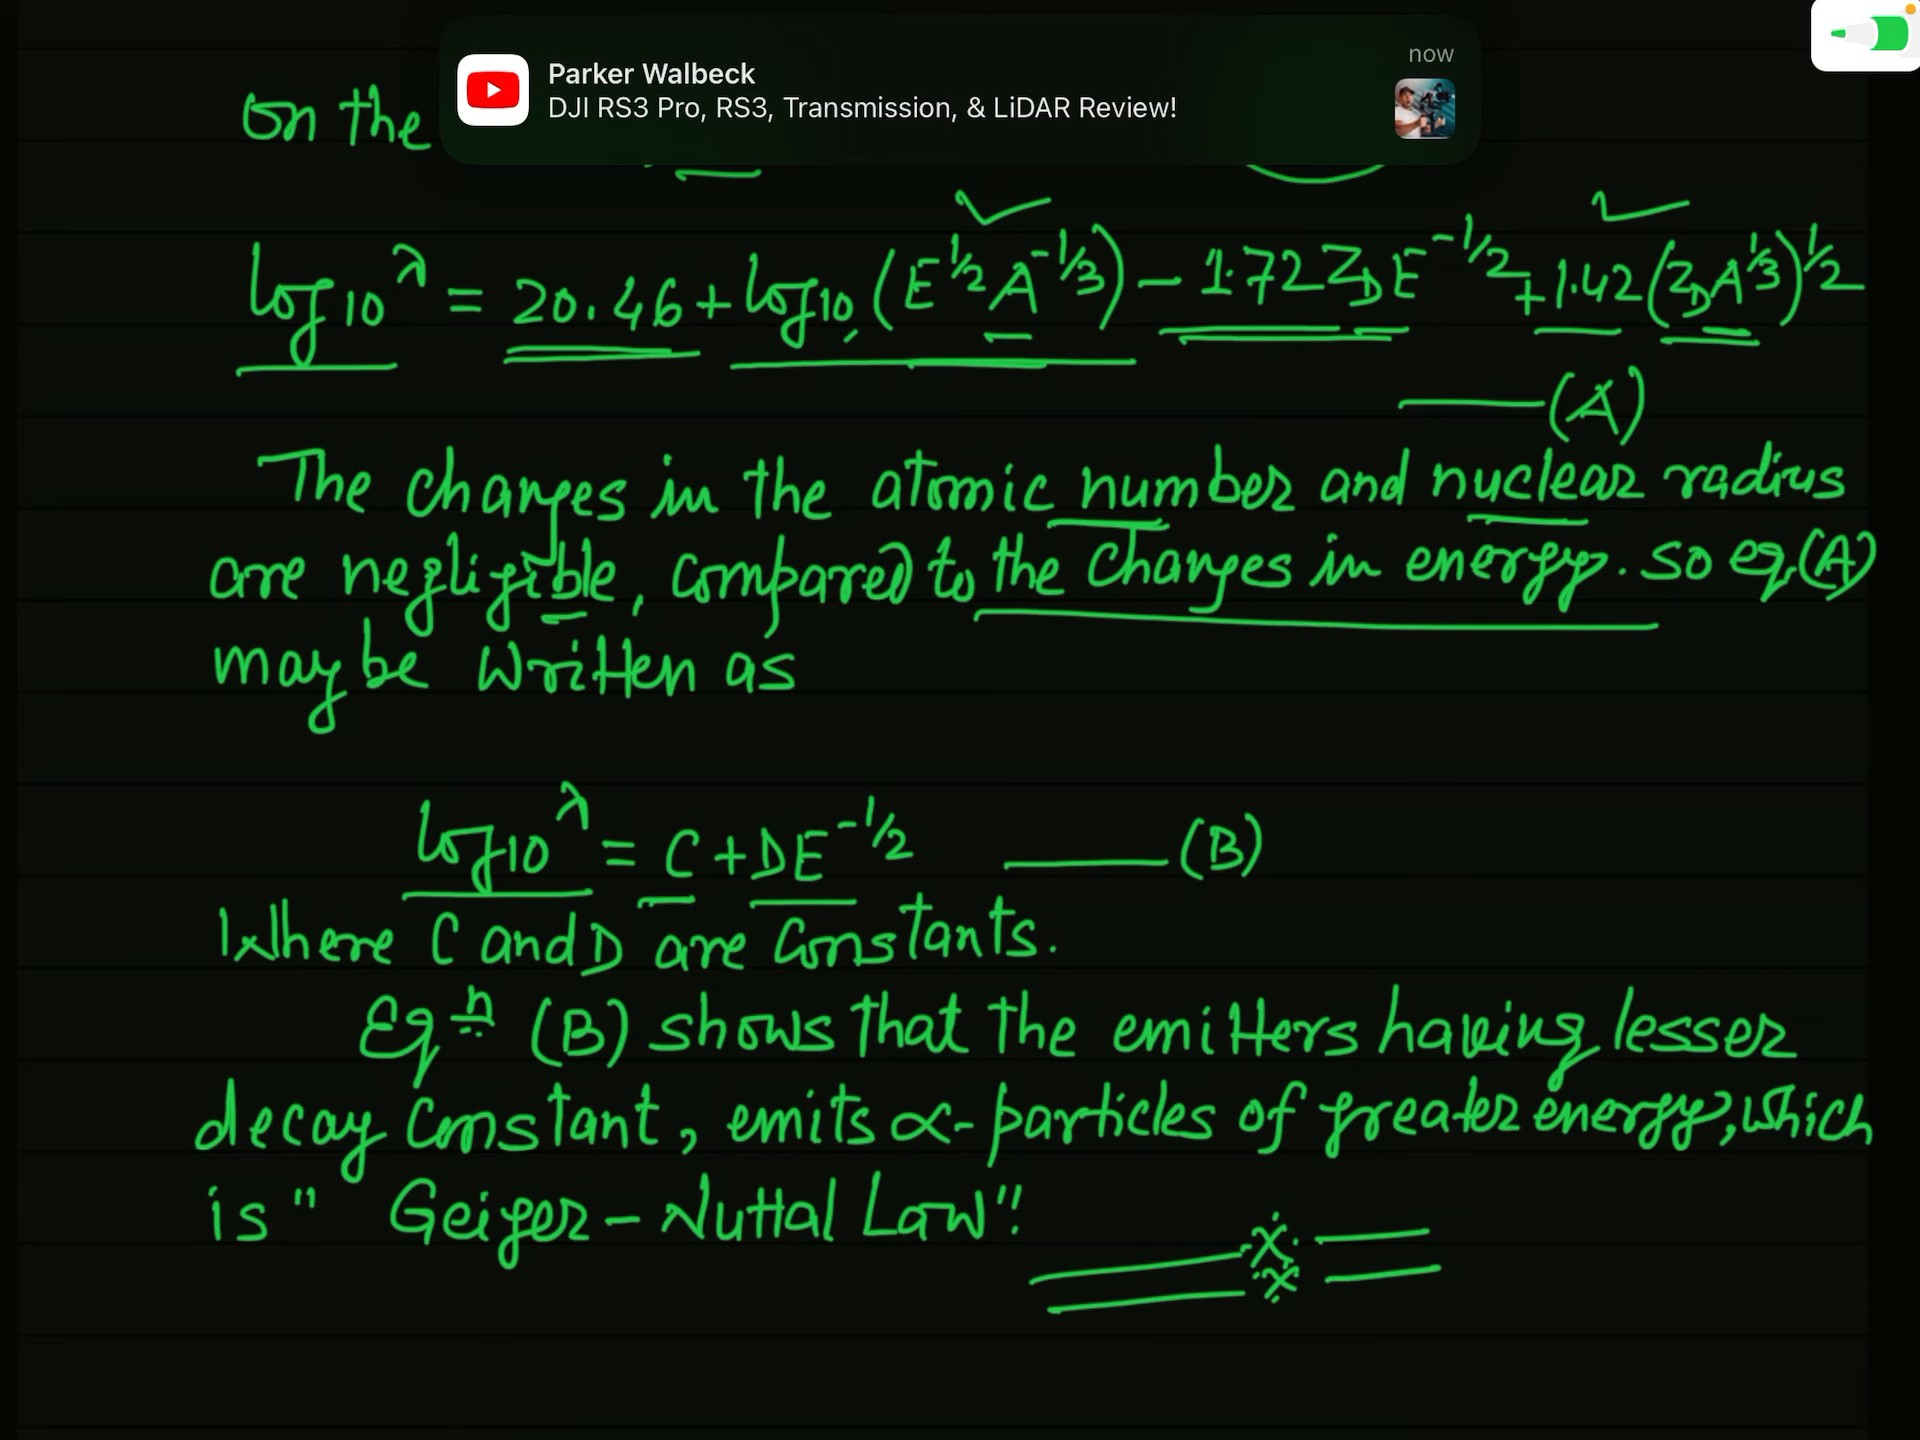 now
Parker Walbeck
DJI RS3 Pro, RS3, Transmission, & LiDAR Review!
on the
log₁₀ λ = 20.46 + log₁₀ (E^½ A^-⅓) - 1.72 Z_D E^-½ + 1.42 (Z_D A^⅓)^½
(A)
The changes in the atomic number and nuclear radius
are negligible, compared to the changes in energy. so eq.(A)
may be written as
log₁₀ λ = C + DE^-½ (B)
Where C and D are Constants.
Eqⁿ (B) shows that the emitters having lesser
decay constant, emits α-particles of greater energy, which
is " Geiger - Nuttal Law".